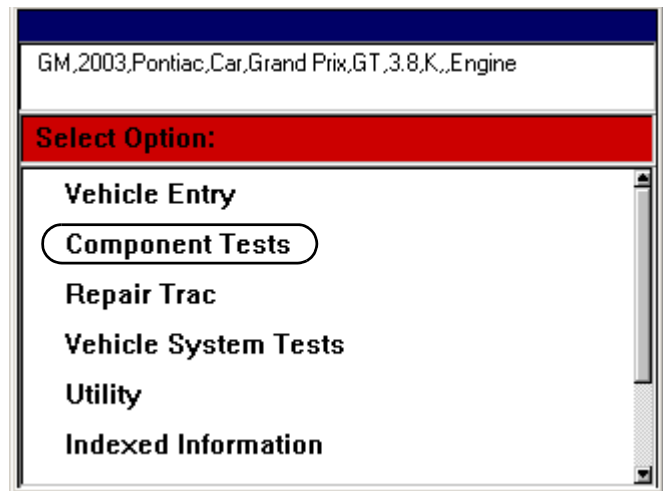 GM,2003,Pontiac,Car,Grand Prix,GT,3.8,K,,Engine
Select Option:
Vehicle Entry
Component Tests
Repair Trac
Vehicle System Tests
Utility
Indexed Information